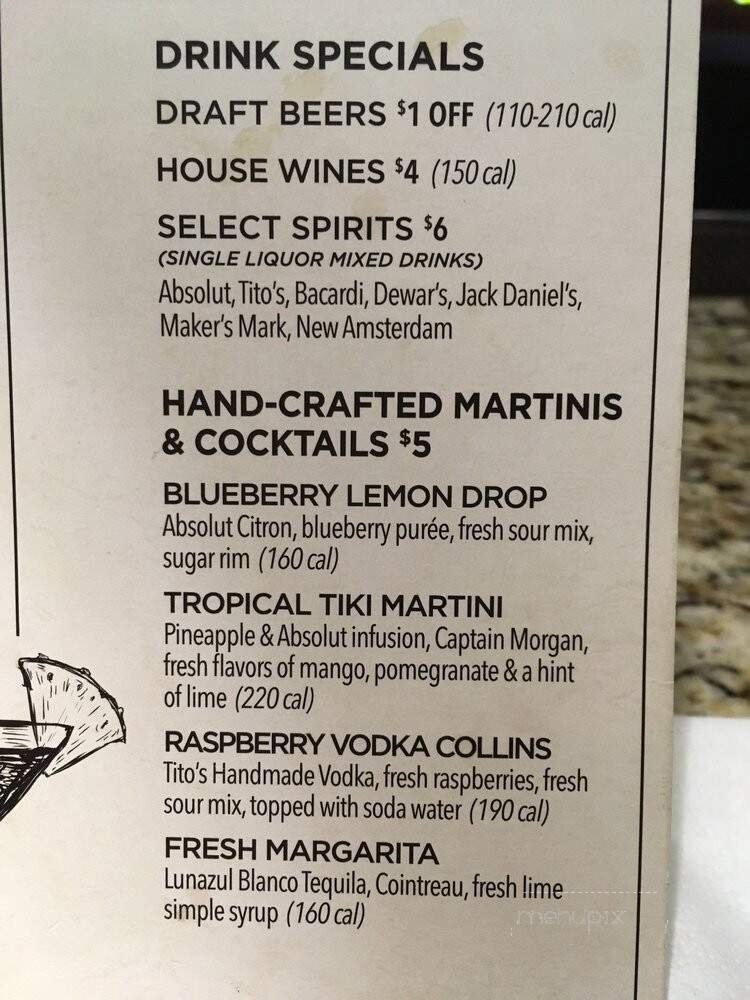 DRINK SPECIALS
DRAFT BEERS $1 OFF (110-210 cal)
HOUSE WINES $4 (150 cal)
SELECT SPIRITS $6
(SINGLE LIQUOR MIXED DRINKS)
Absolut, Tito's, Bacardi, Dewar's, Jack Daniel's,
Maker's Mark, New Amsterdam
HAND-CRAFTED MARTINIS
& COCKTAILS $5
BLUEBERRY LEMON DROP
Absolut Citron, blueberry purée, fresh sour mix,
sugar rim (160 cal)
TROPICAL TIKI MARTINI
Pineapple & Absolut infusion, Captain Morgan,
fresh flavors of mango, pomegranate & a hint
of lime (220 cal)
RASPBERRY VODKA COLLINS
Tito's Handmade Vodka, fresh raspberries, fresh
sour mix, topped with soda water (190 cal)
FRESH MARGARITA
Lunazul Blanco Tequila, Cointreau, fresh lime
simple syrup (160 cal)
menupix